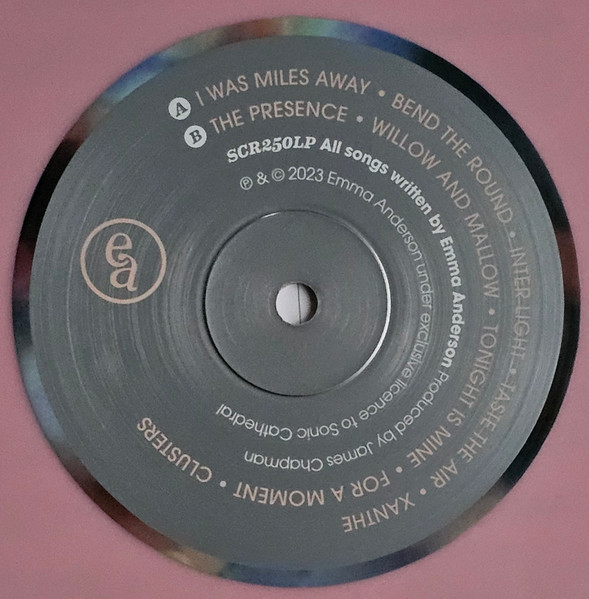 A I WAS MILES AWAY • BEND THE ROUND • INTER LIGHT • TASTE THE AIR • XANTHE
B THE PRESENCE • WILLOW AND MALLOW • TONIGHT IS MINE • FOR A MOMENT • CLUSTERS
SCR250LP All songs written by Emma Anderson Produced by James Chapman
℗ & © 2023 Emma Anderson under exclusive licence to Sonic Cathedral
ea